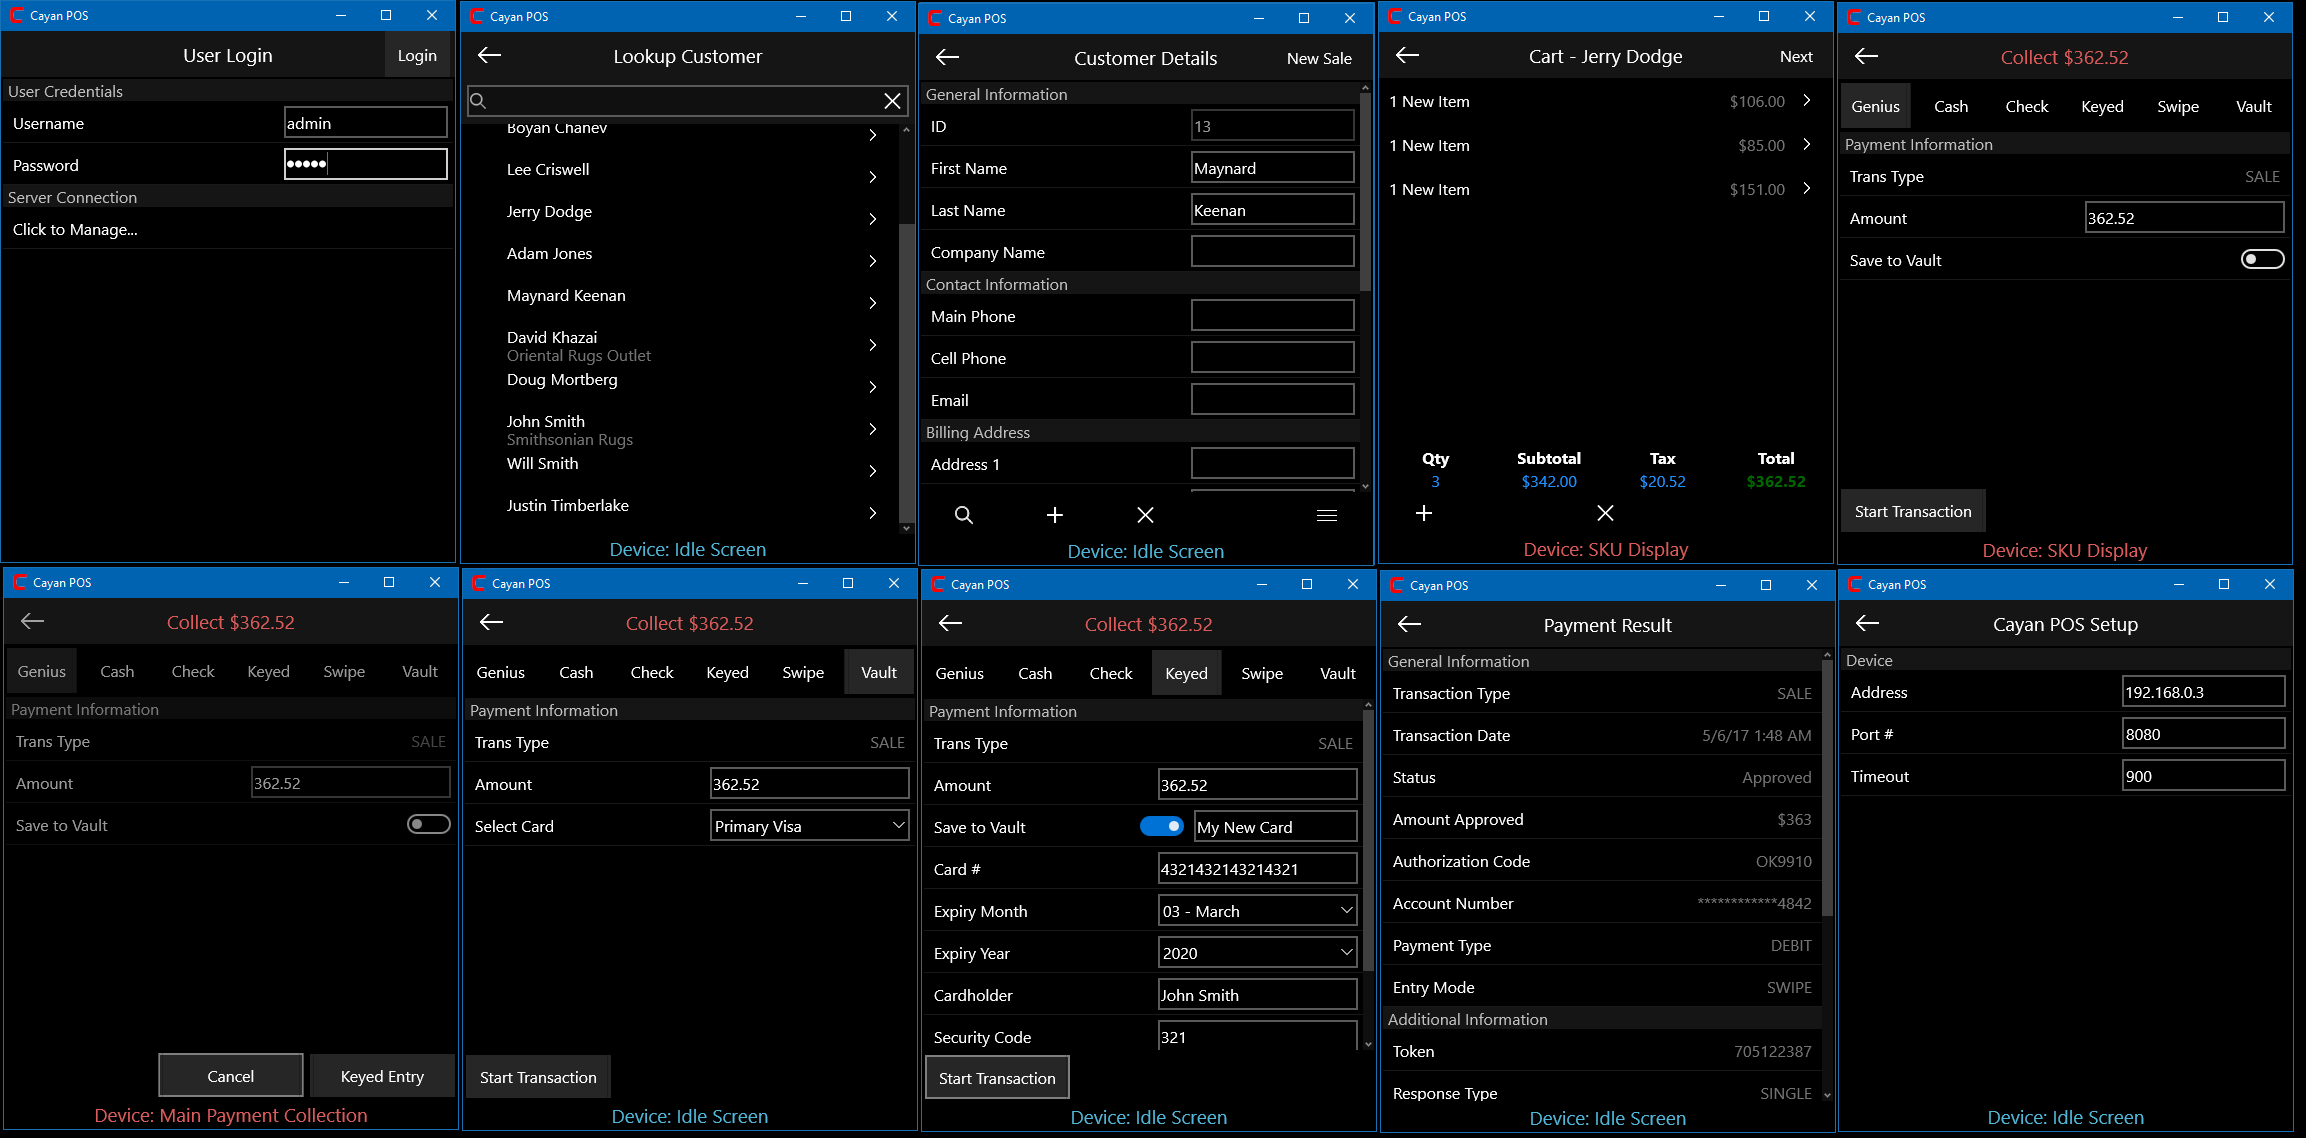 Cayan POS
User Login
Login
User Credentials
Username
admin
Password
•••••
Server Connection
Click to Manage...
Cayan POS
Lookup Customer
Boyan Chanev
Lee Criswell
Jerry Dodge
Adam Jones
Maynard Keenan
David Khazai
Oriental Rugs Outlet
Doug Mortberg
John Smith
Smithsonian Rugs
Will Smith
Justin Timberlake
Device: Idle Screen
Cayan POS
Customer Details
New Sale
General Information
ID
13
First Name
Maynard
Last Name
Keenan
Company Name
Contact Information
Main Phone
Cell Phone
Email
Billing Address
Address 1
Device: Idle Screen
Cayan POS
Cart - Jerry Dodge
Next
1 New Item $106.00
1 New Item $85.00
1 New Item $151.00
Qty Subtotal Tax Total
3 $342.00 $20.52 $362.52
Device: SKU Display
Cayan POS
Collect $362.52
Genius Cash Check Keyed Swipe Vault
Payment Information
Trans Type SALE
Amount 362.52
Save to Vault
Start Transaction
Device: SKU Display
Cayan POS
Collect $362.52
Genius Cash Check Keyed Swipe Vault
Payment Information
Trans Type SALE
Amount 362.52
Save to Vault
Cancel Keyed Entry
Device: Main Payment Collection
Cayan POS
Collect $362.52
Genius Cash Check Keyed Swipe Vault
Payment Information
Trans Type SALE
Amount 362.52
Select Card Primary Visa
Start Transaction
Device: Idle Screen
Cayan POS
Collect $362.52
Genius Cash Check Keyed Swipe Vault
Payment Information
Trans Type SALE
Amount 362.52
Save to Vault My New Card
Card # 4321432143214321
Expiry Month 03 - March
Expiry Year 2020
Cardholder John Smith
Security Code 321
Start Transaction
Device: Idle Screen
Cayan POS
Payment Result
General Information
Transaction Type SALE
Transaction Date 5/6/17 1:48 AM
Status Approved
Amount Approved $363
Authorization Code OK9910
Account Number ************4842
Payment Type DEBIT
Entry Mode SWIPE
Additional Information
Token 705122387
Response Type SINGLE
Device: Idle Screen
Cayan POS
Cayan POS Setup
Device
Address 192.168.0.3
Port # 8080
Timeout 900
Device: Idle Screen